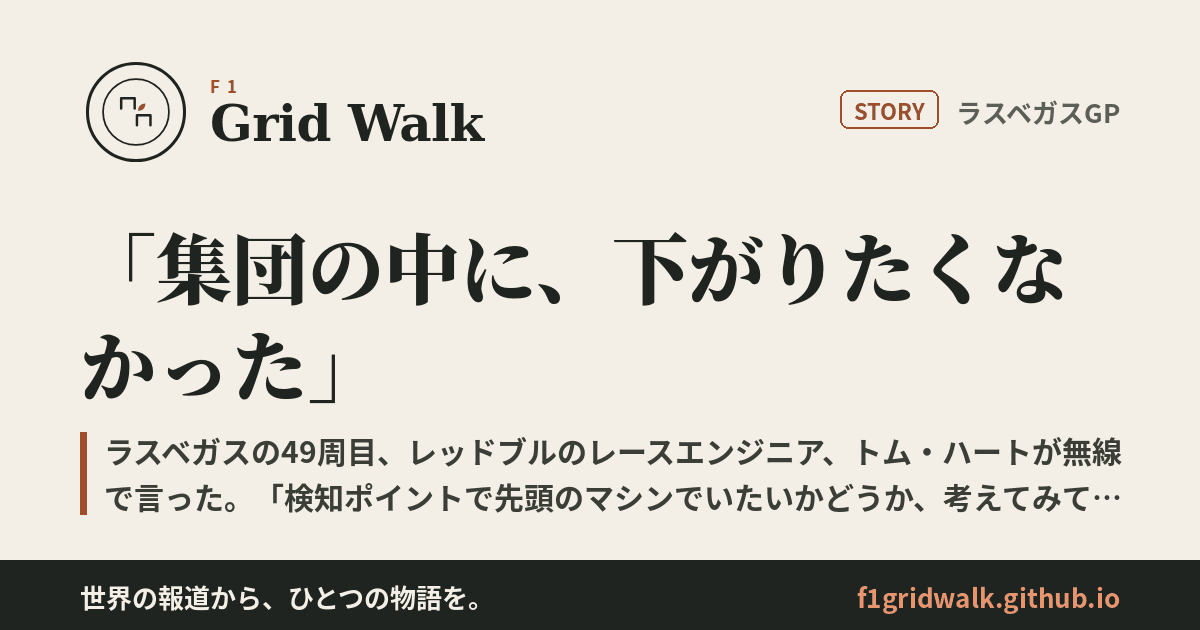 F1
Grid Walk
STORY ラスベガスGP
「集団の中に、下がりたくな
かった」
ラスベガスの49周目、レッドブルのレースエンジニア、トム・ハートが無線
で言った。「検知ポイントで先頭のマシンでいたいかどうか、考えてみて…
世界の報道から、ひとつの物語を。
f1gridwalk.github.io